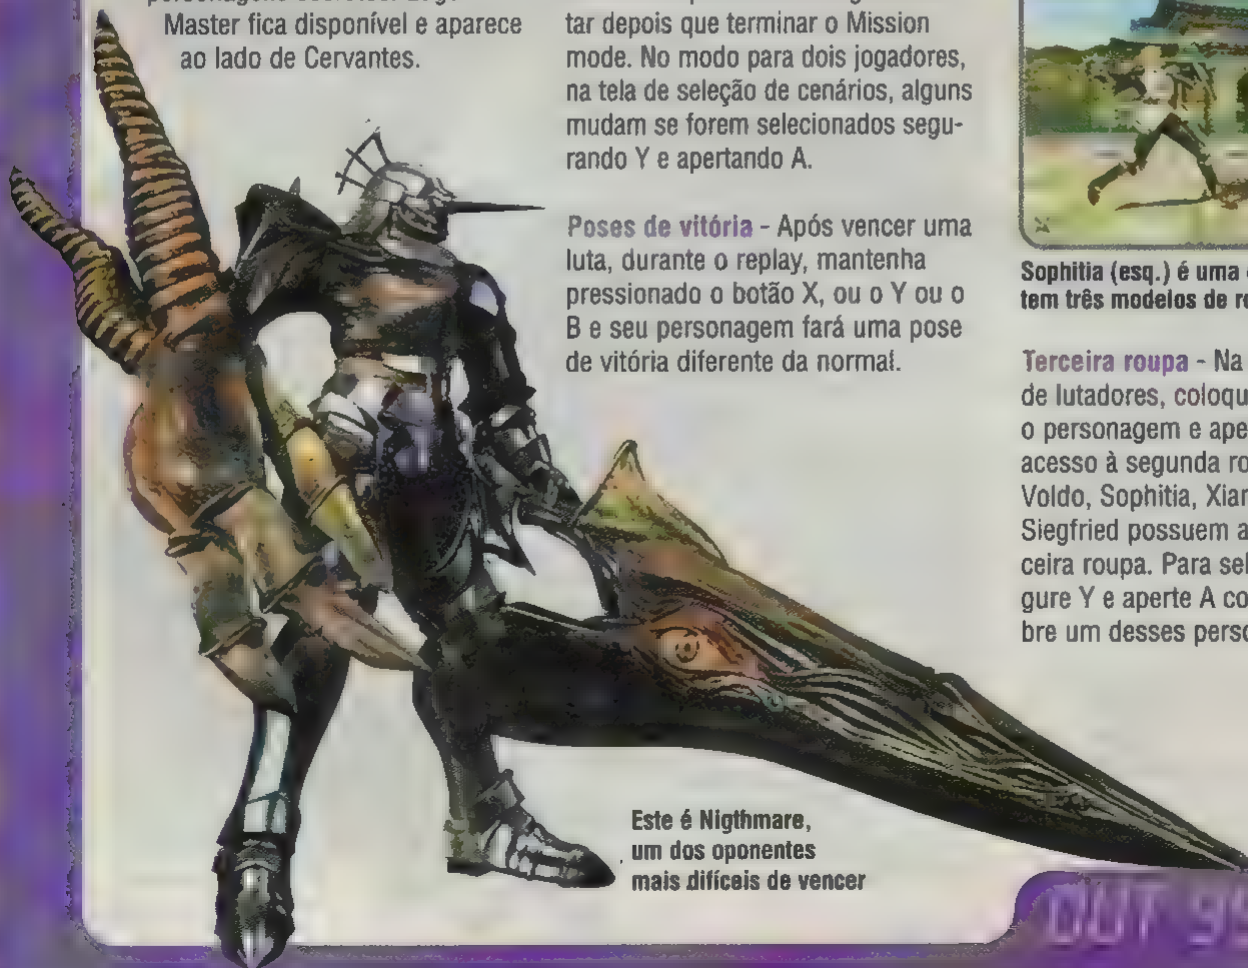 Master fica disponível e aparece
ao lado de Cervantes.
tar depois que terminar o Mission
mode. No modo para dois jogadores,
na tela de seleção de cenários, alguns
mudam se forem selecionados segu-
rando Y e apertando A.
Poses de vitória - Após vencer uma
luta, durante o replay, mantenha
pressionado o botão X, ou o Y ou o
B e seu personagem fará uma pose
de vitória diferente da normal.
Sophitia (esq.) é uma
tem três modelos de
Terceira roupa - Na
de lutadores, coloqu
o personagem e ape
acesso à segunda ro
Voldo, Sophitia, Xian
Siegfried possuem a
ceira roupa. Para sel
gure Y e aperte A co
bre um desses perso
Este é Nigthmare,
um dos oponentes
mais difíceis de vencer
OUT 99